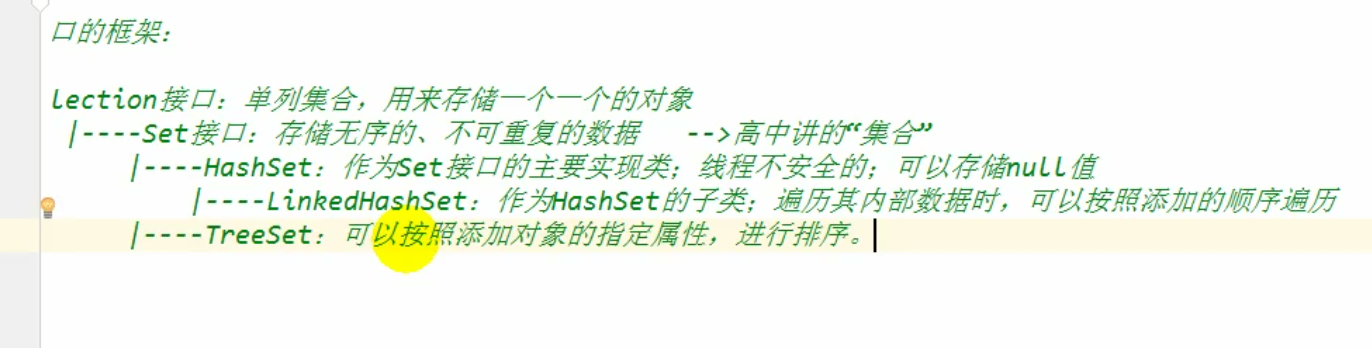 口的框架：
lection接口：单列集合，用来存储一个一个的对象
|----Set接口：存储无序的、不可重复的数据   -->高中讲的“集合”
|----HashSet：作为Set接口的主要实现类；线程不安全的；可以存储null值
|----LinkedHashSet：作为HashSet的子类；遍历其内部数据时，可以按照添加的顺序遍历
|----TreeSet：可以按照添加对象的指定属性，进行排序。